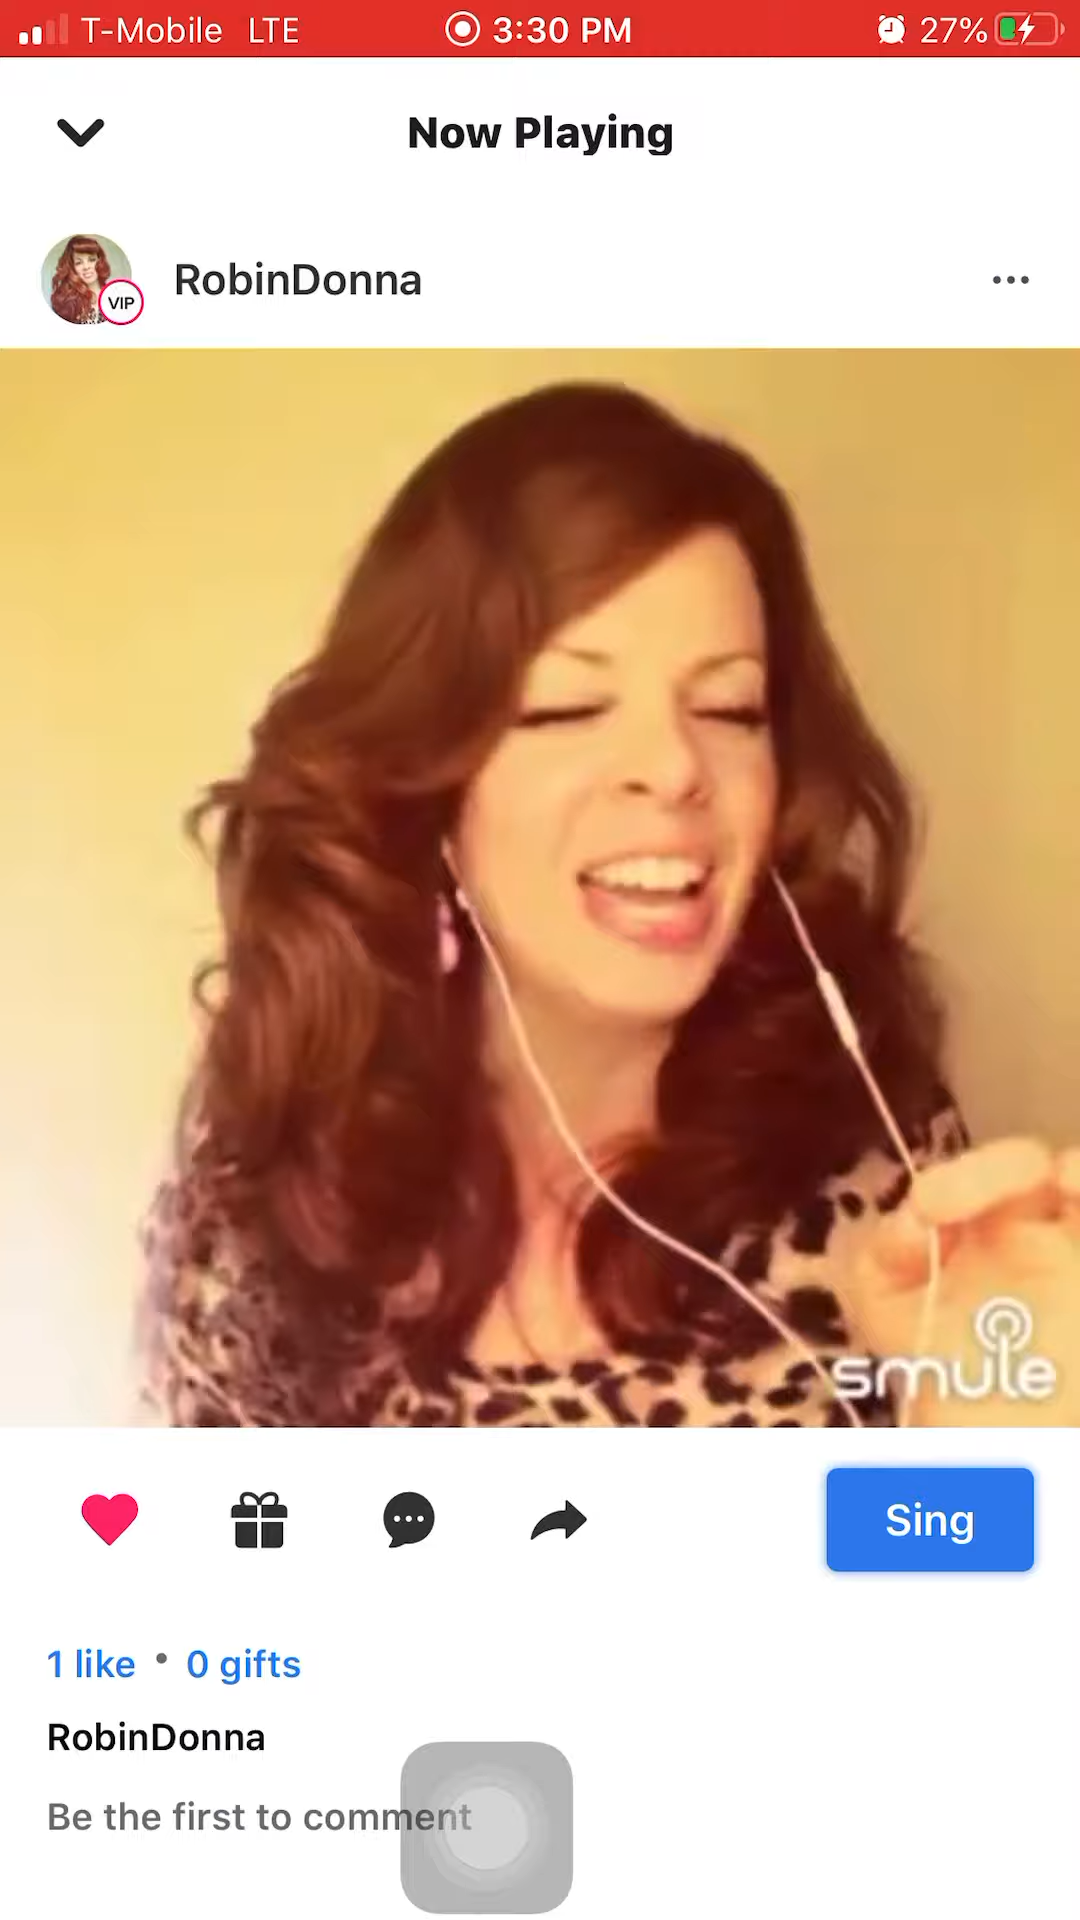 T-Mobile LTE 3:30 PM 27%
Now Playing
VIP
RobinDonna
smule
Sing
1 like • 0 gifts
RobinDonna
Be the first to comment